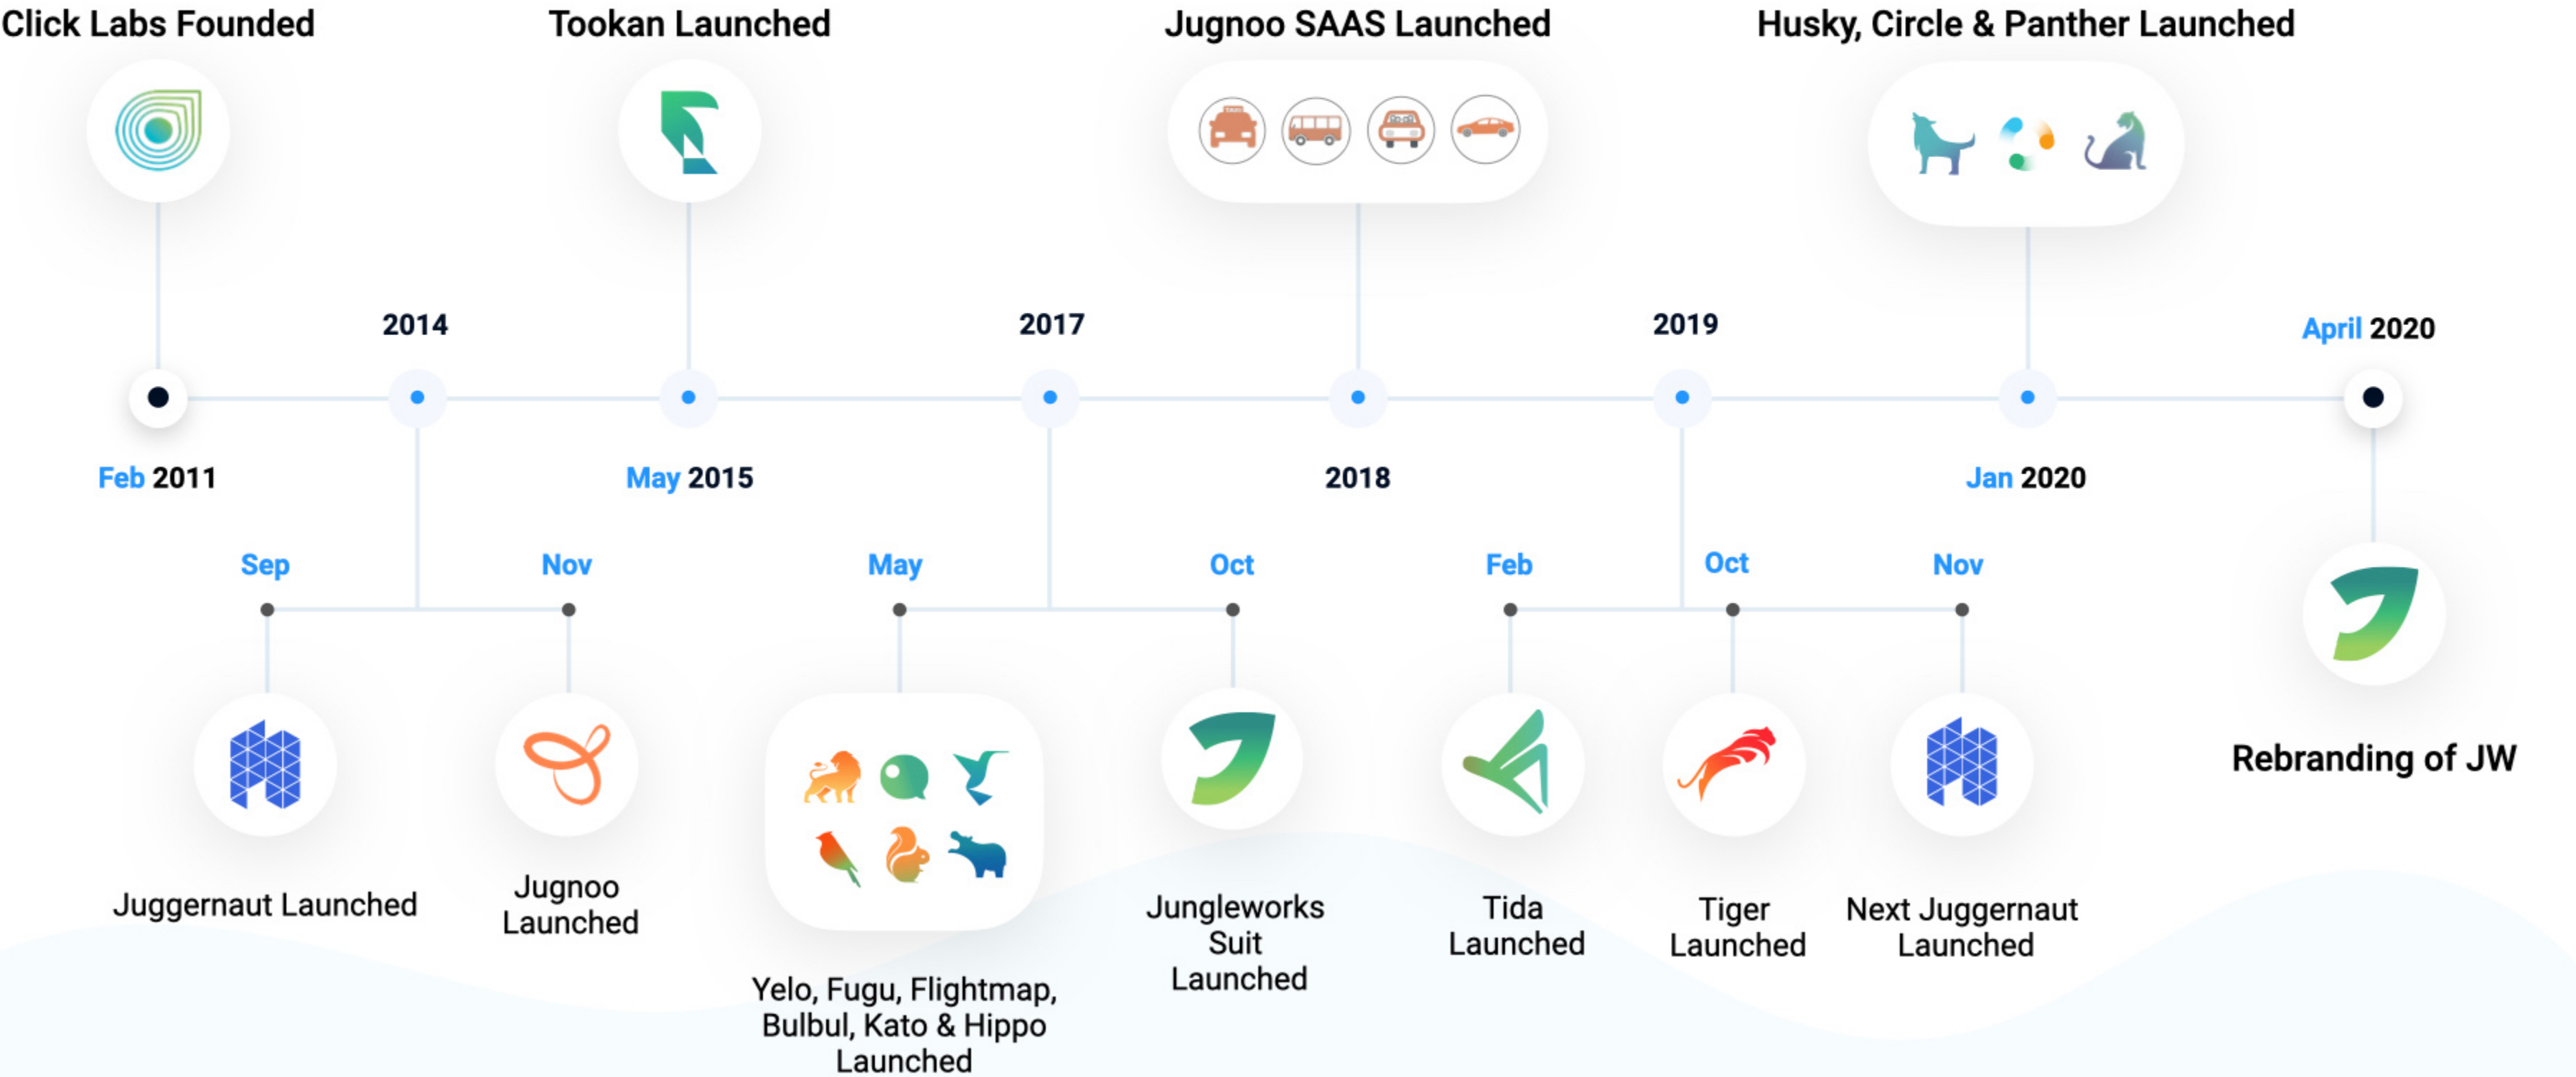 Click Labs Founded
Tookan Launched
Jugnoo SAAS Launched
Husky, Circle & Panther Launched
2014
2017
2019
April 2020
Feb 2011
May 2015
2018
Jan 2020
Sep
Nov
May
Oct
Feb
Oct
Nov
Juggernaut Launched
Jugnoo
Launched
Yelo, Fugu, Flightmap,
Bulbul, Kato & Hippo
Launched
Jungleworks
Suit
Launched
Tida
Launched
Tiger
Launched
Next Juggernaut
Launched
Rebranding of JW